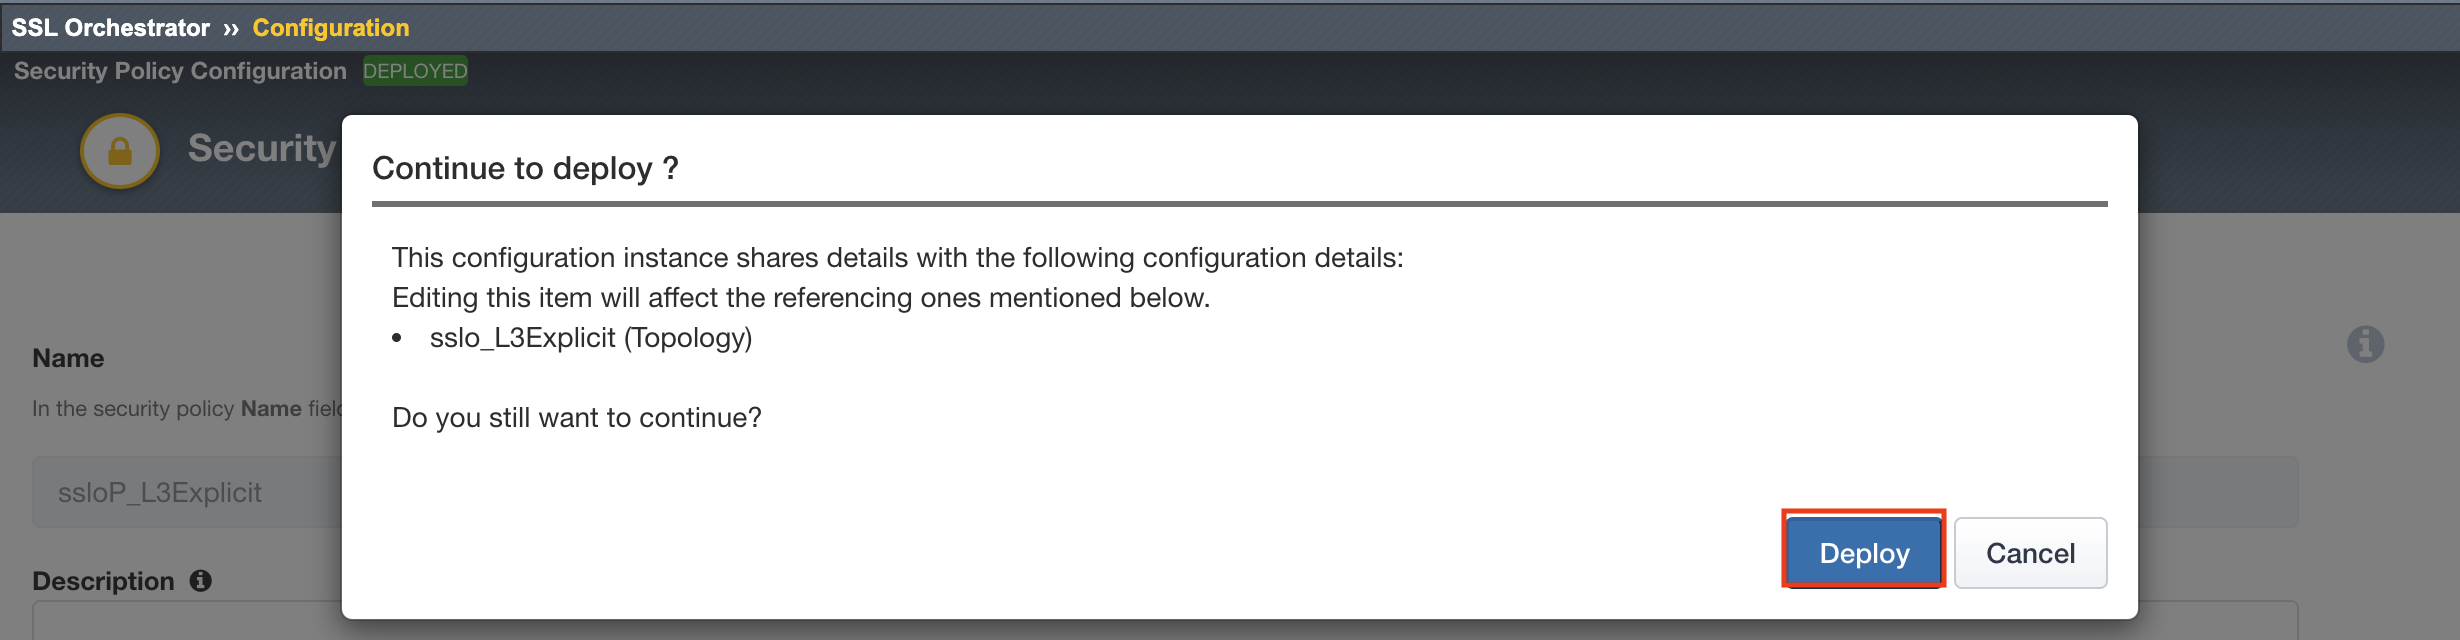 SSL Orchestrator »  Configuration
Security Policy Configuration DEPLOYED
Security
Continue to deploy ?
This configuration instance shares details with the following configuration details:
Editing this item will affect the referencing ones mentioned below.
• sslo_L3Explicit (Topology)
Do you still want to continue?
Deploy Cancel
Name
In the security policy Name
ssloP_L3Explicit
Description